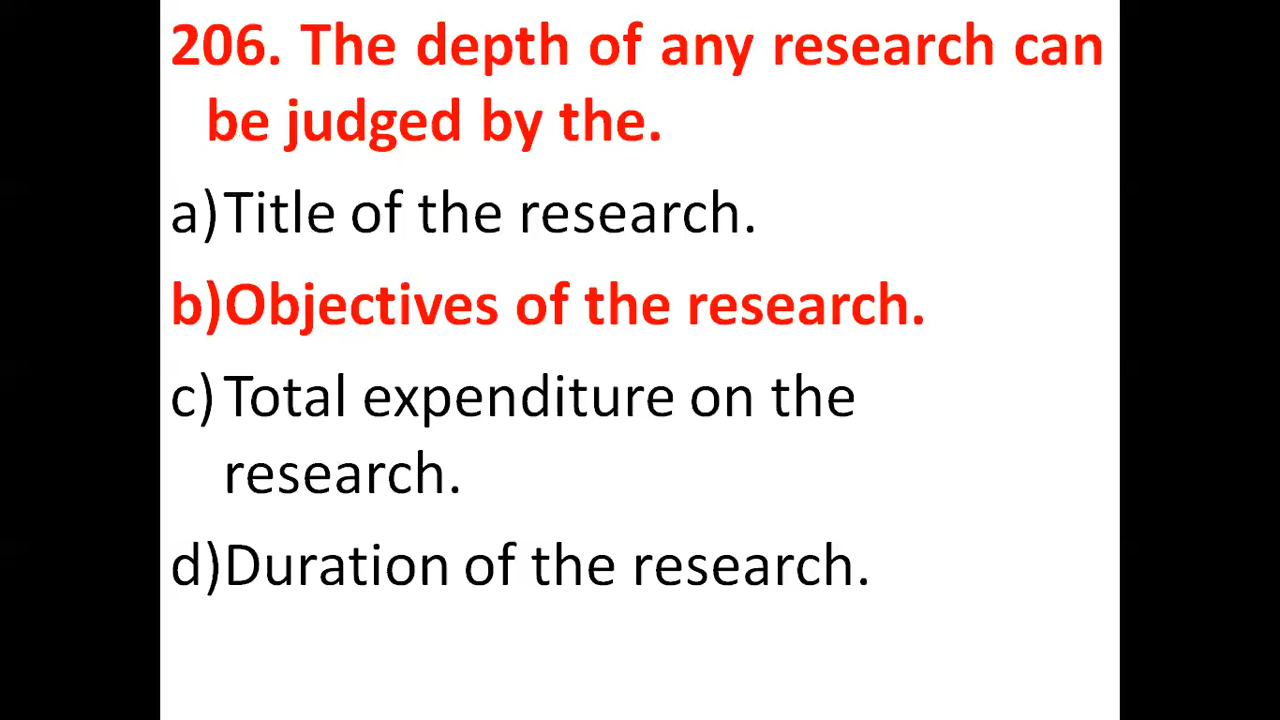 206. The depth of any research can
be judged by the.
a)Title of the research.
b)Objectives of the research.
c) Total expenditure on the
research.
d)Duration of the research.